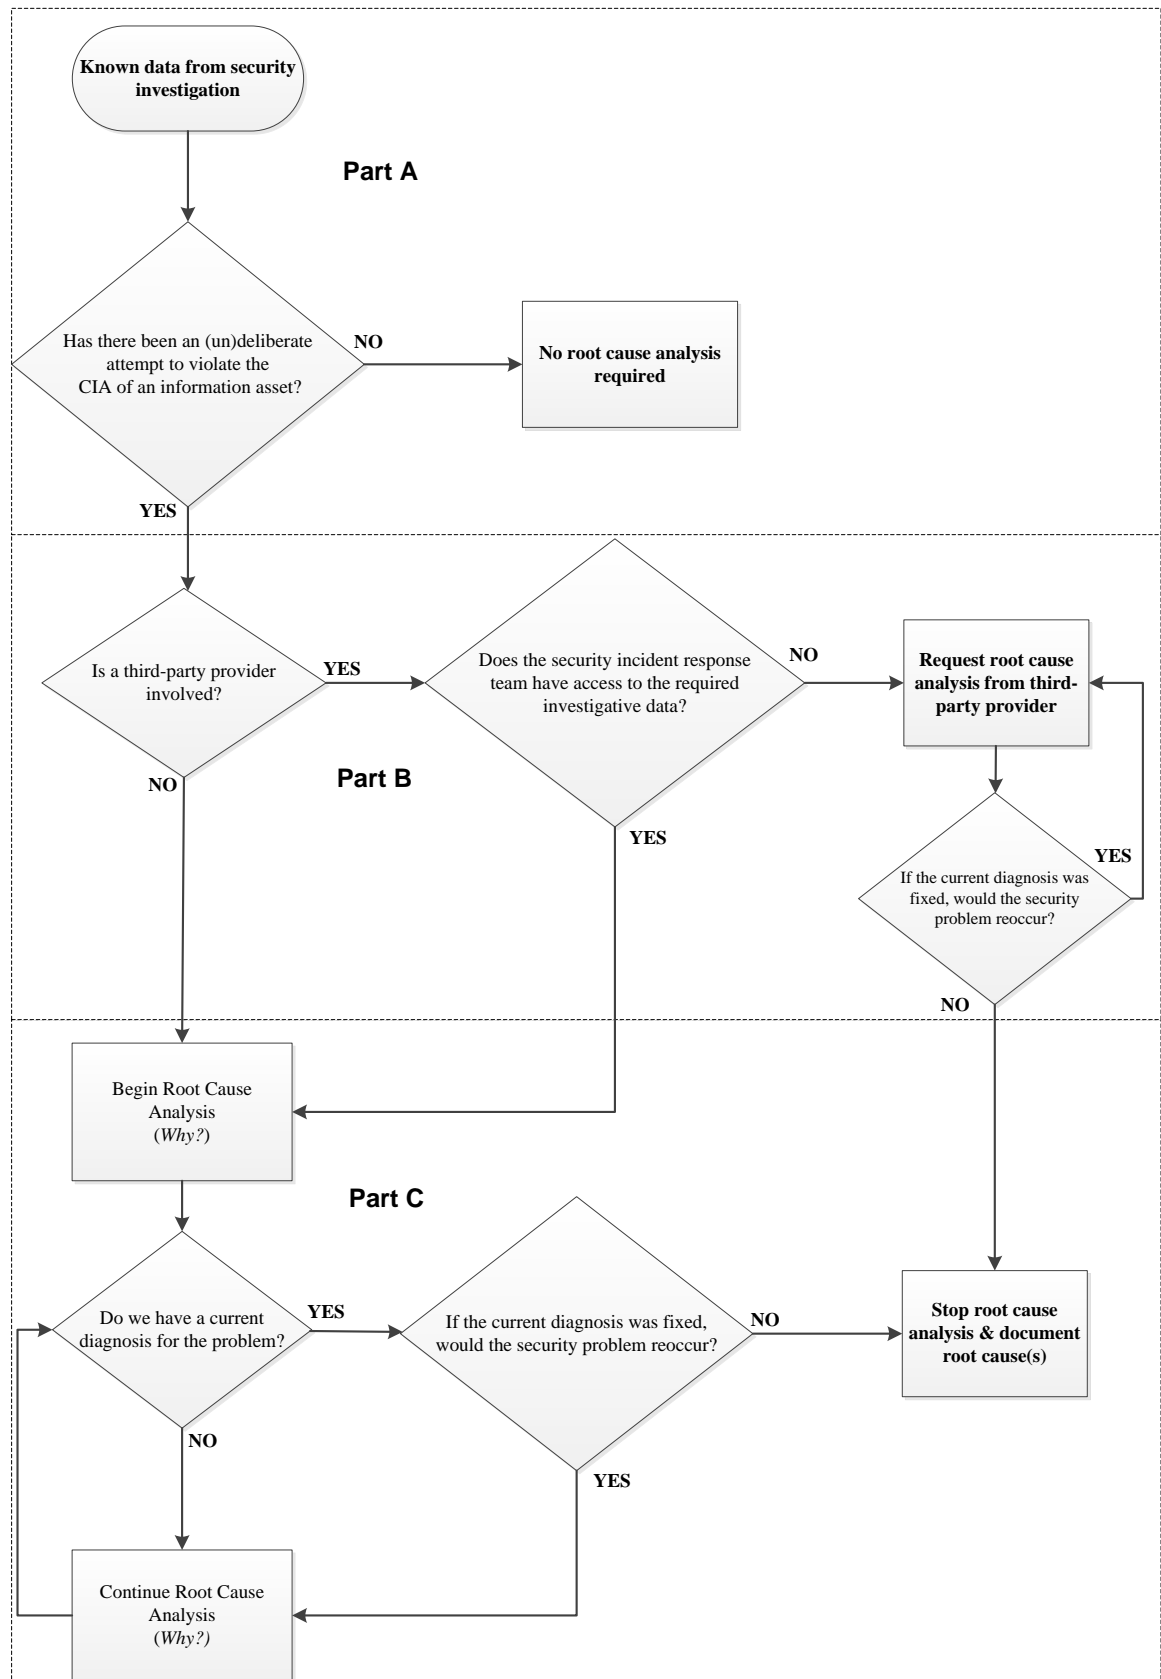 Known data from security
investigation
Part A
Has there been an (un)deliberate
attempt to violate the
CIA of an information asset?
NO
No root cause analysis
required
YES
Is a third-party provider
involved?
YES
Does the security incident response
team have access to the required
investigative data?
NO
Request root cause
analysis from third-
party provider
NO
Part B
YES
YES
If the current diagnosis was
fixed, would the security
problem reoccur?
NO
Begin Root Cause
Analysis
(Why?)
Part C
Do we have a current
diagnosis for the problem?
YES
If the current diagnosis was fixed,
would the security problem reoccur?
NO
Stop root cause
analysis & document
root cause(s)
NO
YES
Continue Root Cause
Analysis
(Why?)